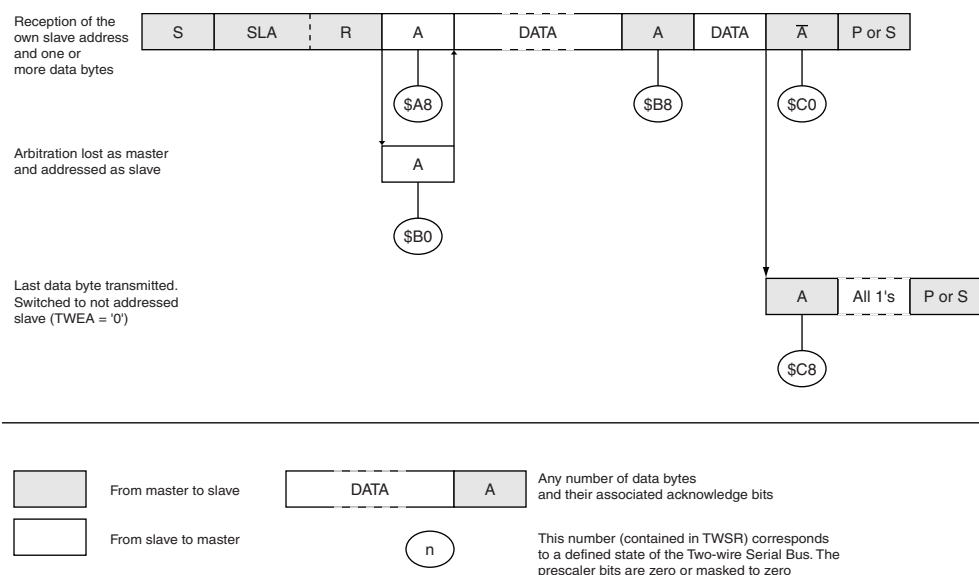 Reception of the
own slave address
and one or
more data bytes
S SLA R A DATA A DATA A̅ P or S
$A8 $B8 $C0
Arbitration lost as master
and addressed as slave
A
$B0
Last data byte transmitted.
Switched to not addressed
slave (TWEA = '0')
A All 1's P or S
$C8
From master to slave
DATA A
Any number of data bytes
and their associated acknowledge bits
From slave to master
n
This number (contained in TWSR) corresponds
to a defined state of the Two-wire Serial Bus. The
prescaler bits are zero or masked to zero